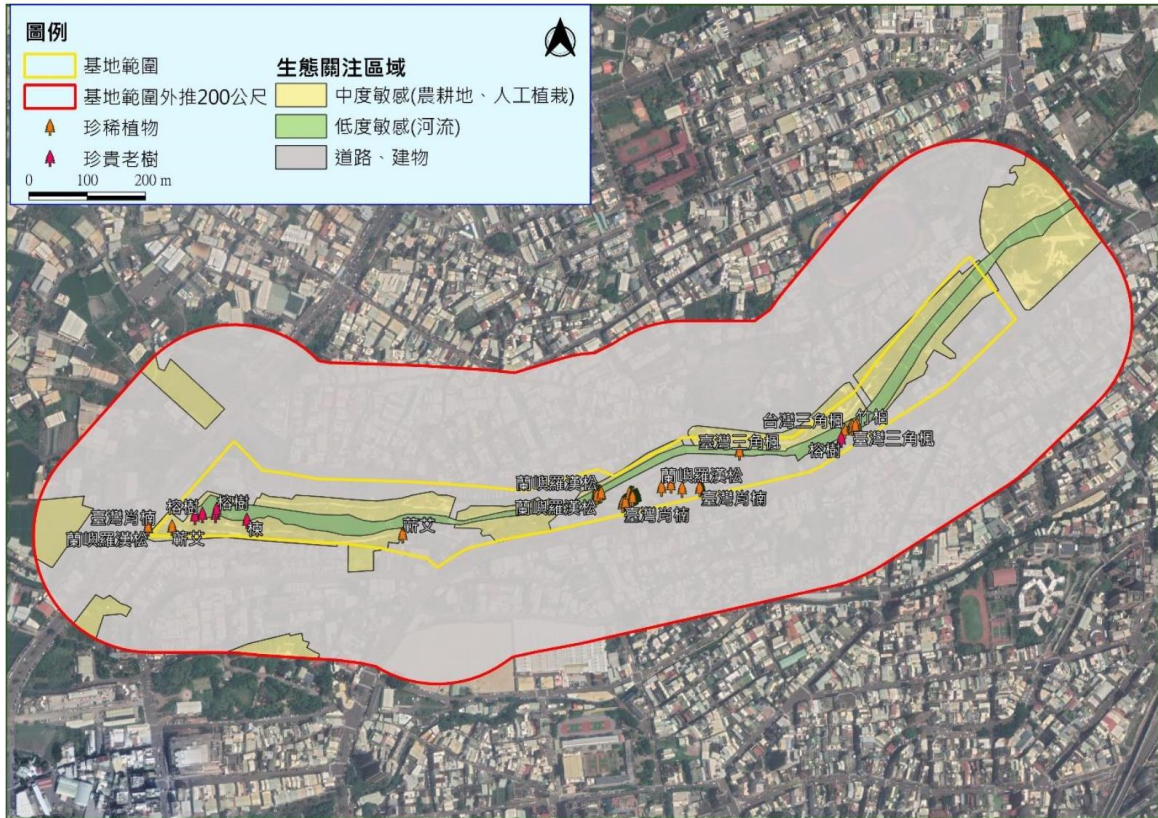 圖例
基地範圍
基地範圍外推200公尺
珍稀植物
珍貴老樹
0 100 200 m
生態關注區域
中度敏感(農耕地、人工植栽)
低度敏感(河流)
道路、建物
台灣三角楓
竹柏
臺灣三角楓
榕樹
臺灣三角楓
蘭嶼羅漢松
蘭嶼羅漢松
臺灣肖楠
蘭嶼羅漢松
臺灣肖楠
榕樹
榕樹
臺灣肖楠
楝
蘄艾
蘭嶼羅漢松
蘄艾